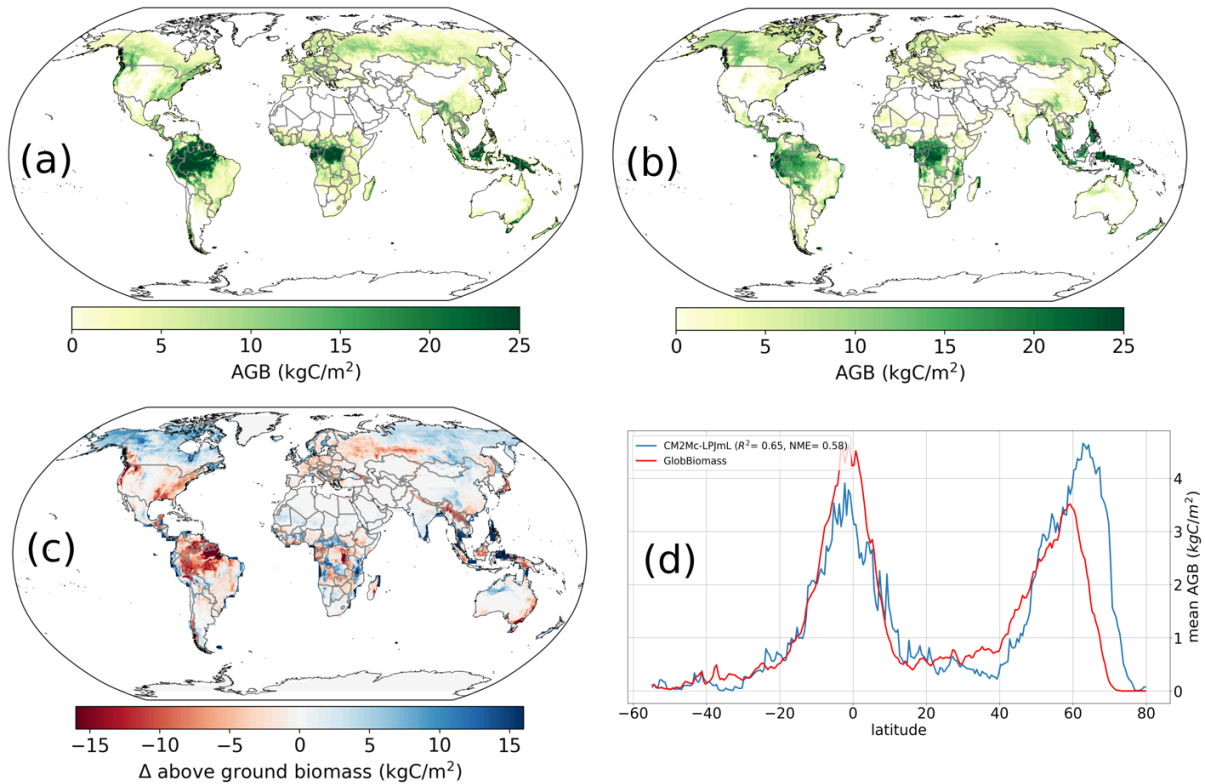 (a)
0 5 10 15 20 25
AGB (kgC/m²)
(b)
0 5 10 15 20 25
AGB (kgC/m²)
(c)
−15 −10 −5 0 5 10 15
Δ above ground biomass (kgC/m²)
CM2Mc-LPJmL (R²= 0.65, NME= 0.58)
GlobBiomass
(d)
4
3
2
1
0
mean AGB (kgC/m²)
−60 −40 −20 0 20 40 60 80
latitude